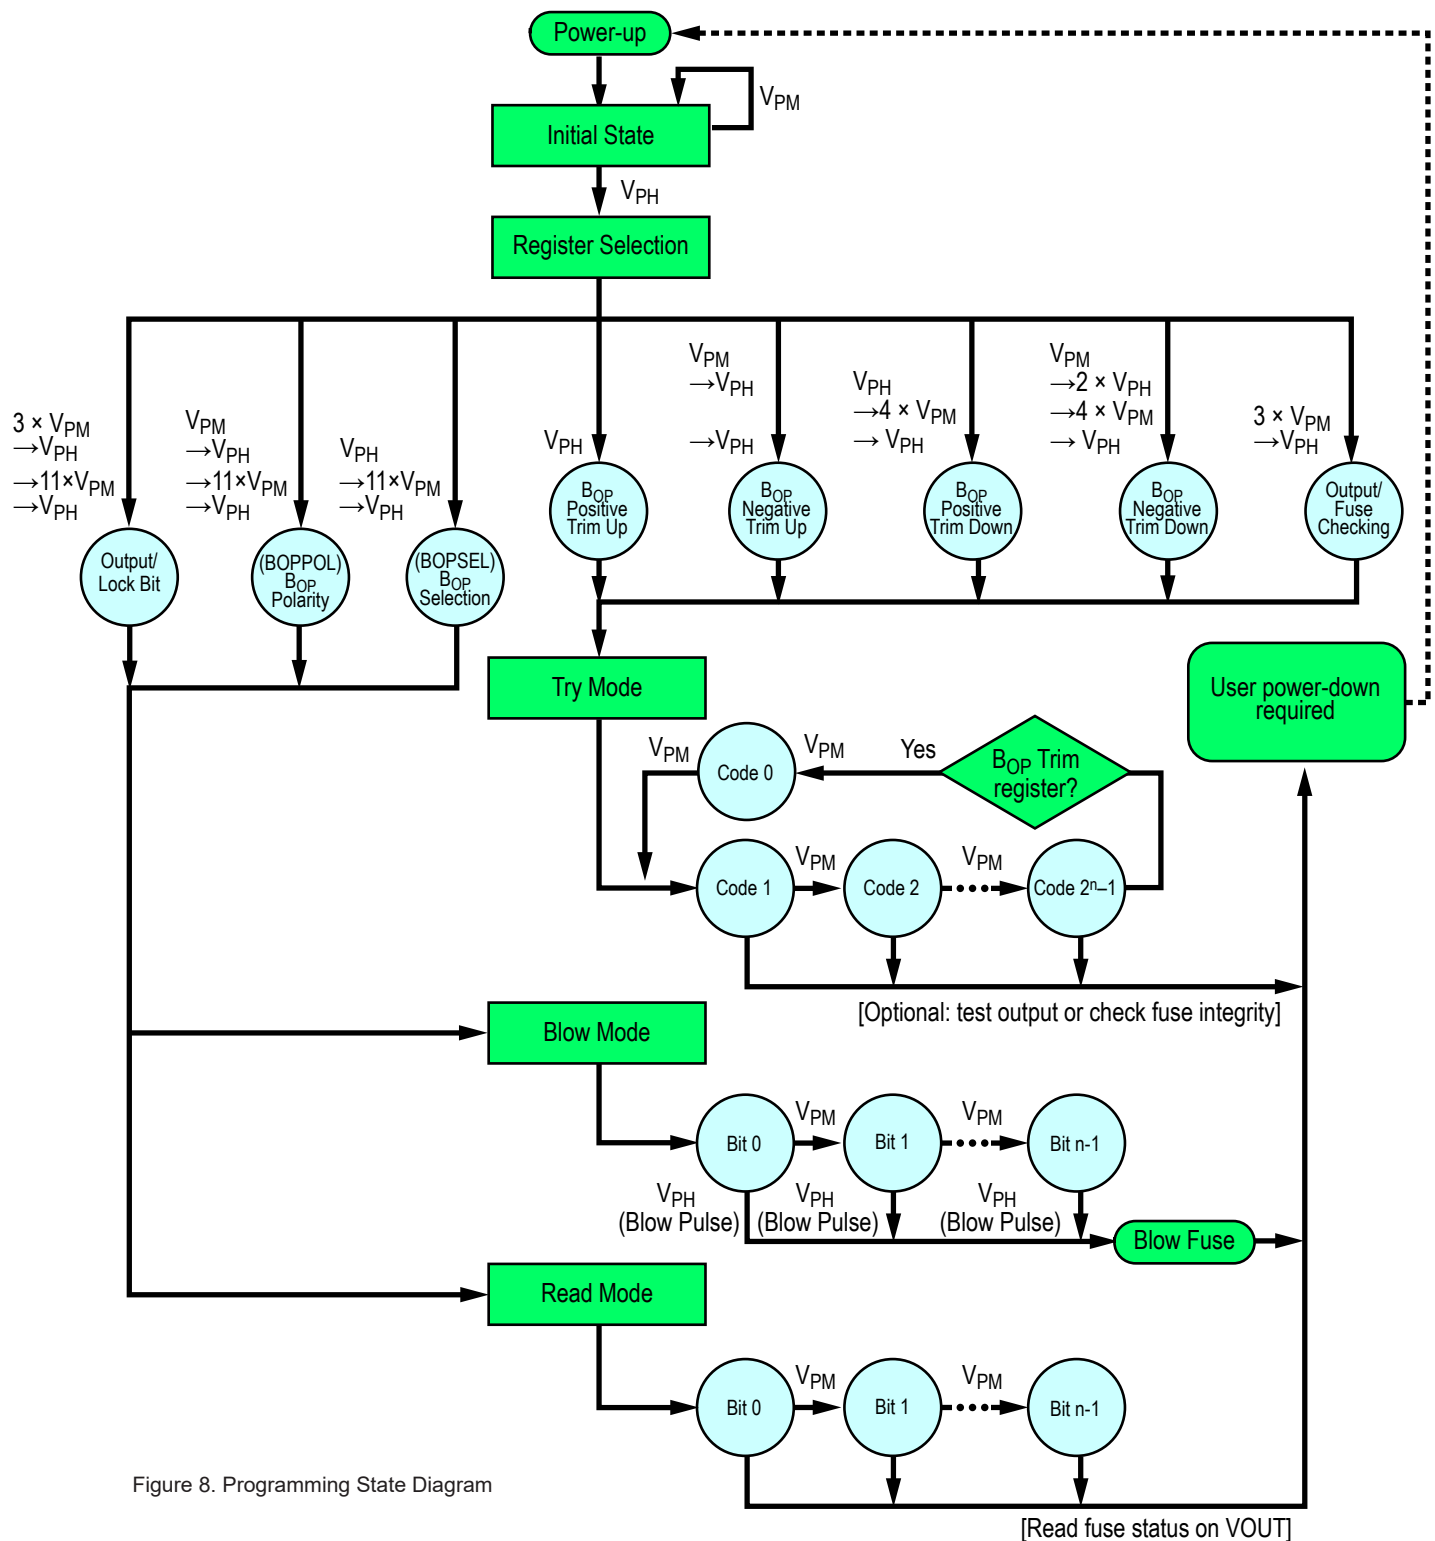 Power-up
VPM
Initial State
VPH
Register Selection
3 × VPM
→VPH
→11×VPM
→VPH
VPM
→VPH
→11×VPM
→VPH
VPH
→11×VPM
→VPH
VPH
VPM
→VPH
→VPH
VPH
→4 × VPM
→ VPH
VPM
→2 × VPH
→4 × VPM
→ VPH
3 × VPM
→VPH
Output/
Lock Bit
(BOPPOL)
BOP
Polarity
(BOPSEL)
BOP
Selection
BOP
Positive
Trim Up
BOP
Negative
Trim Up
BOP
Positive
Trim Down
BOP
Negative
Trim Down
Output/
Fuse
Checking
Try Mode
User power-down
required
VPM
Code 0
VPM
Yes
BOP Trim
register?
Code 1
VPM
Code 2
VPM
Code 2ⁿ–1
[Optional: test output or check fuse integrity]
Blow Mode
Bit 0
VPM
Bit 1
VPM
Bit n-1
VPH
(Blow Pulse)
VPH
(Blow Pulse)
VPH
(Blow Pulse)
Blow Fuse
Read Mode
Bit 0
VPM
Bit 1
VPM
Bit n-1
[Read fuse status on VOUT]
Figure 8. Programming State Diagram